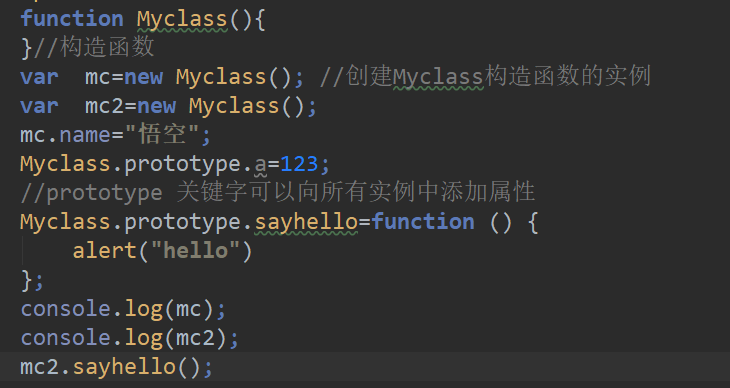 function Myclass(){
}//构造函数
var  mc=new Myclass(); //创建Myclass构造函数的实例
var  mc2=new Myclass();
mc.name="悟空";
Myclass.prototype.a=123;
//prototype 关键字可以向所有实例中添加属性
Myclass.prototype.sayhello=function () {
    alert("hello")
};
console.log(mc);
console.log(mc2);
mc2.sayhello();